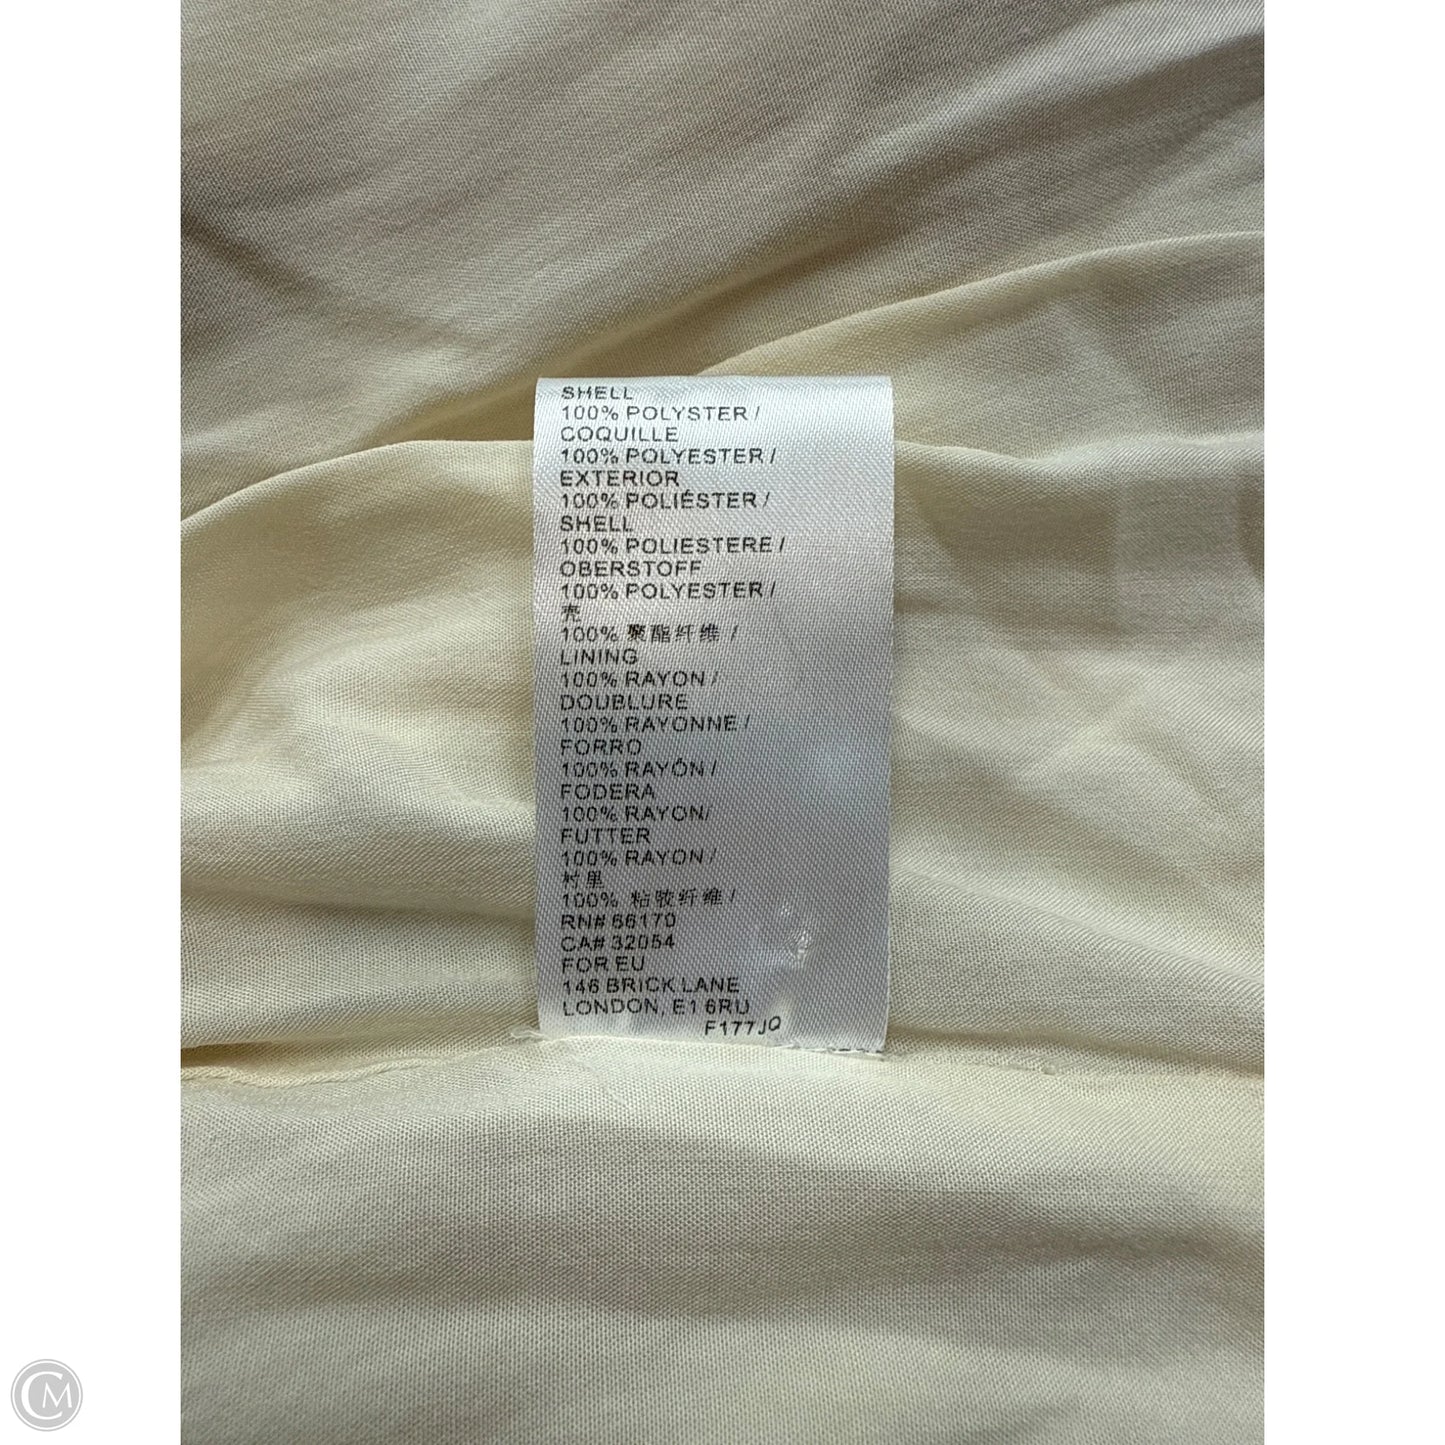 SHELL
100% POLYSTER /
COQUILLE
100% POLYESTER /
EXTERIOR
100% POLIÉSTER /
SHELL
100% POLIESTERE /
OBERSTOFF
100% POLYESTER /
壳
100% 聚酯纤维 /
LINING
100% RAYON /
DOUBLURE
100% RAYONNE /
FORRO
100% RAYÓN /
FODERA
100% RAYON/
FUTTER
100% RAYON /
衬里
100% 粘胶纤维 /
RN# 66170
CA# 32054
FOR EU
146 BRICK LANE
LONDON, E1 6RU
F177JQ
CM